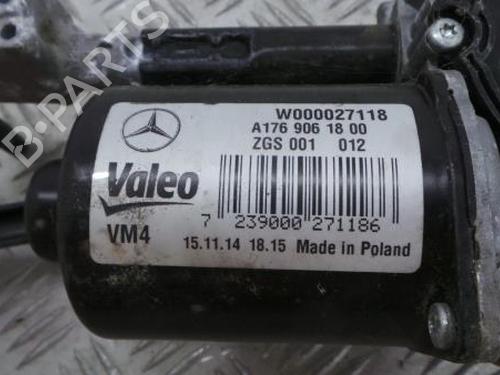 W000027118
A176 906 18 00
ZGS 001 012
Valeo
7 239000 271186
VM4
15.11.14 18.15 Made in Poland
B-PARTS